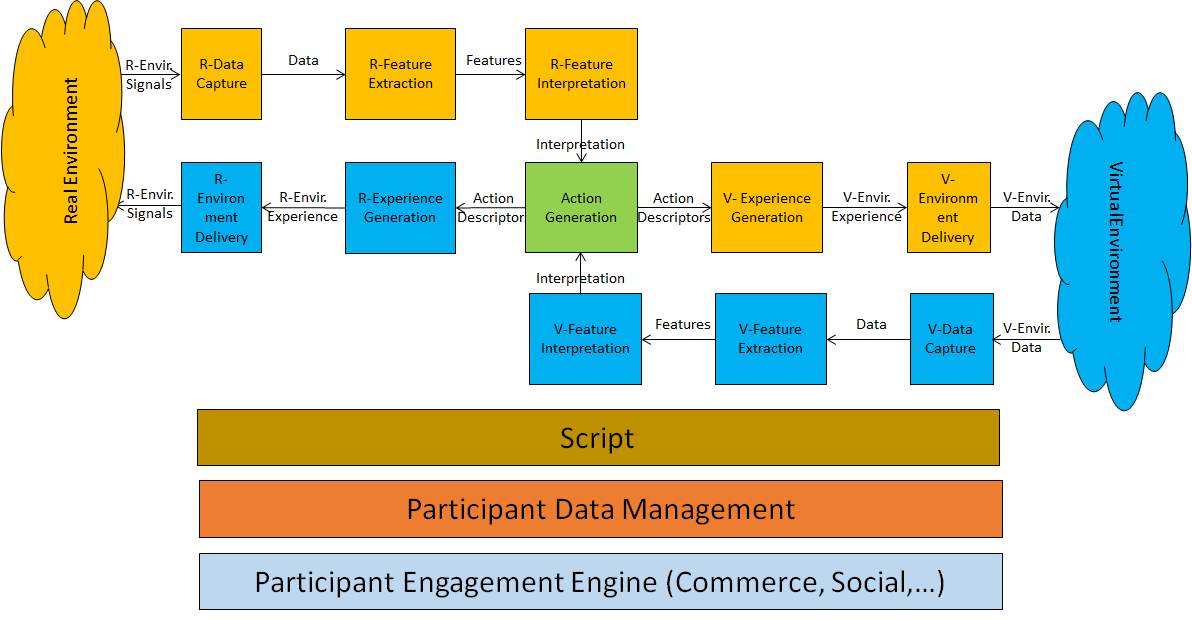 Real Environment
R-Envir.
Signals
R-Data
Capture
Data
R-Feature
Extraction
Features
R-Feature
Interpretation
Interpretation
R-Envir.
Signals
R-
Environ
ment
Delivery
R-Envir.
Experience
R-Experience
Generation
Action
Descriptor
Action
Generation
Action
Descriptors
V- Experience
Generation
V-Envir.
Experience
V-
Environm
ent
Delivery
V-Envir.
Data
VirtualEnvironment
Interpretation
V-Feature
Interpretation
Features
V-Feature
Extraction
Data
V-Data
Capture
V-Envir.
Data
Script
Participant Data Management
Participant Engagement Engine (Commerce, Social,...)